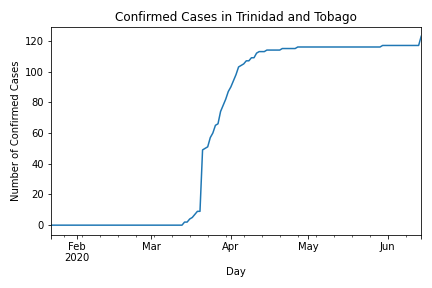 Confirmed Cases in Trinidad and Tobago
120
100
80
60
40
20
0
Number of Confirmed Cases
Feb
2020
Mar
Apr
May
Jun
Day